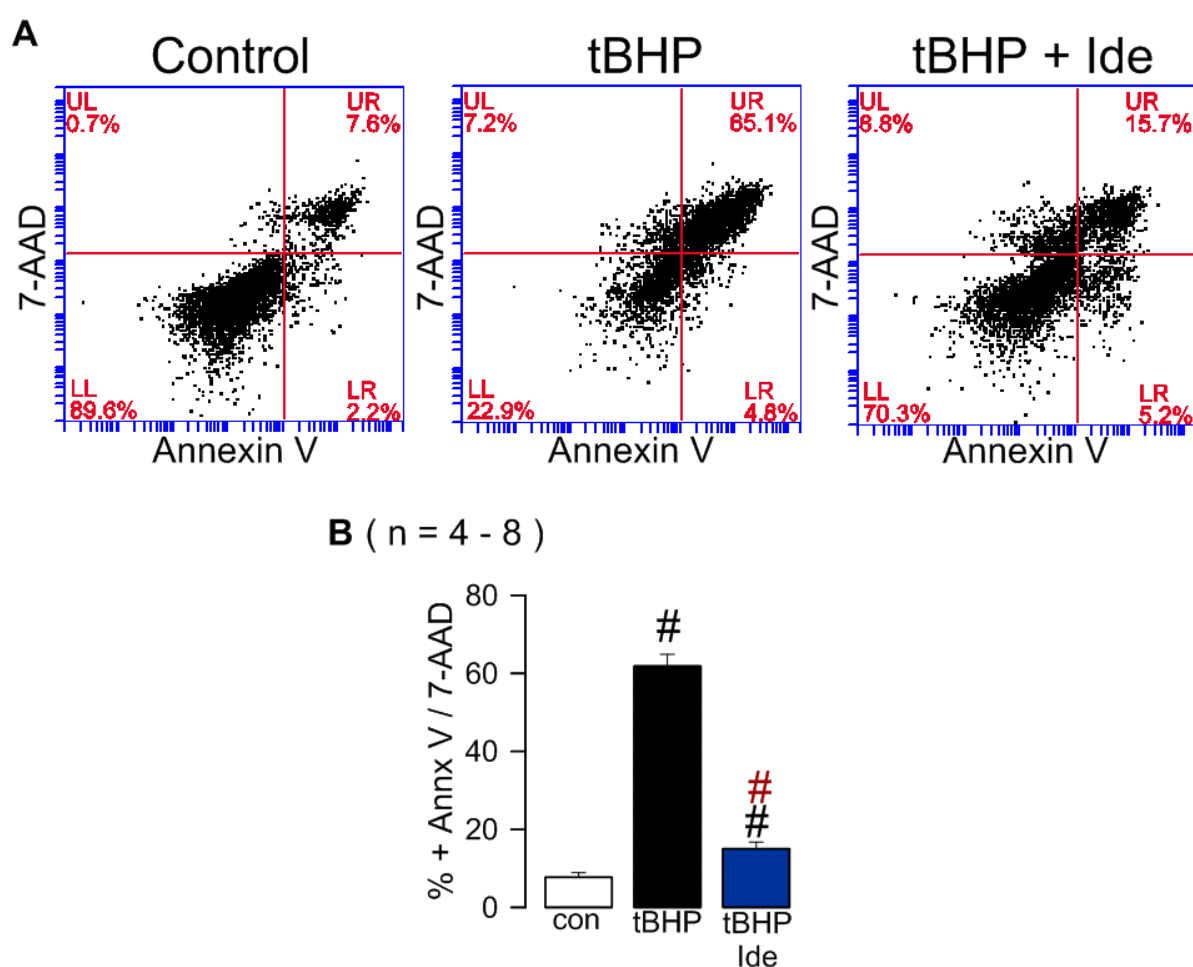 A
Control
tBHP
tBHP + Ide
UL
0.7%
UR
7.6%
LL
89.6%
LR
2.2%
7-AAD
Annexin V
UL
7.2%
UR
65.1%
LL
22.9%
LR
4.8%
7-AAD
Annexin V
UL
8.8%
UR
15.7%
LL
70.3%
LR
5.2%
7-AAD
Annexin V
B ( n = 4 - 8 )
% + Annx V / 7-AAD
80
60
40
20
0
#
#
#
con
tBHP
tBHP
Ide